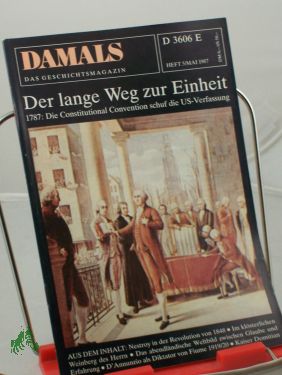 DAMALS
DAS GESCHICHTSMAGAZIN
D 3606 E
HEFT 5/MAI 1987
Der lange Weg zur Einheit
1787: Die Constitutional Convention schuf die US-Verfassung
AUS DEM INHALT: Nestroy in der Revolution von 1848 • Im klösterlichen
Weinberg des Herrn • Das abendländische Weltbild zwischen Glaube und
Erfahrung • D'Annunzio als Diktator von Fiume 1919/20 • Kaiser Domitian